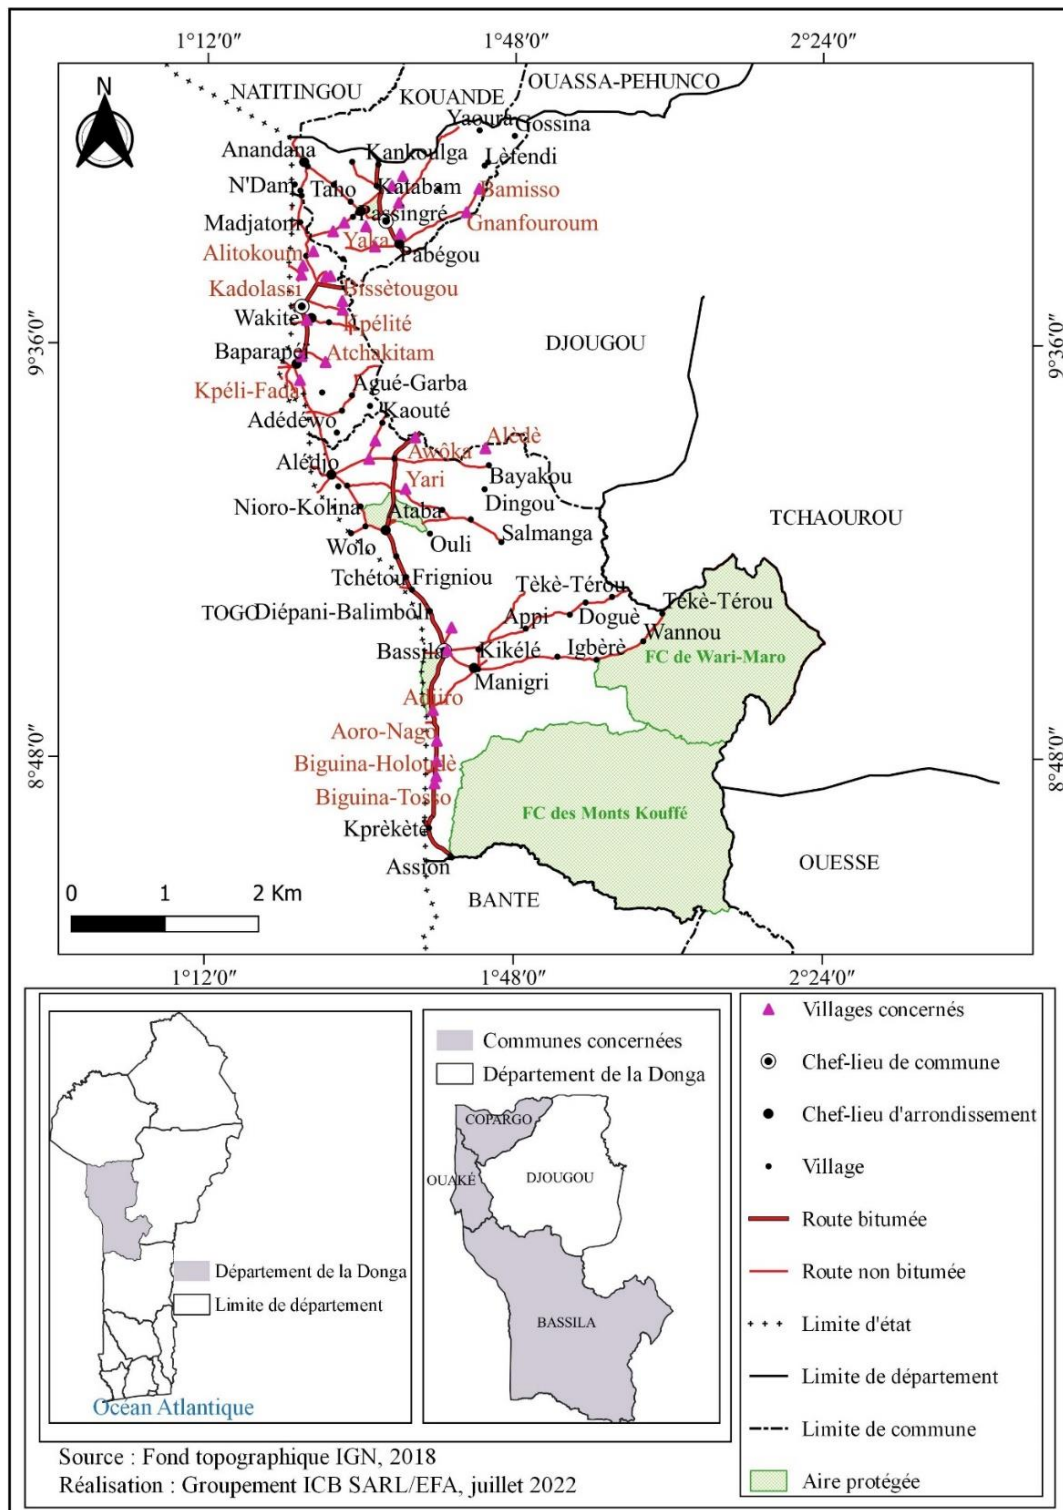 1°12'0"
1°48'0"
2°24'0"
N
NATITINGOU
KOUANDE
OUASSA-PEHUNCO
Yaoura
Gossina
Anandana
Kankoulga
Lèfendi
N'Dam
Taho
Katabam
Bamisso
Madjatom
Passingré
Gnanfouroum
Alitokoum
Yaka
Pabégou
Kadolassi
Bissètougou
Wakité
Kpélité
DJOUGOU
9°36'0"
9°36'0"
Baparapéi
Atchakitam
Kpéli-Fada
Agué-Garba
Adédéwo
Kaouté
Alédjo
Awôka
Alèdè
Yari
Bayakou
Nioro-Kolina
Ataba
Dingou
TCHAOUROU
Wolo
Ouli
Salmanga
Tchétou
Frigniou
Tèkè-Térou
Tèkè-Térou
TOGO
Diépani-Balimboli
Appi
Doguè
Wannou
Bassila
Kikélé
Igbèrè
FC de Wari-Maro
Manigri
Adjiro
Aoro-Nago
8°48'0"
8°48'0"
Biguina-Holoudè
Biguina-Tosso
FC des Monts Kouffé
Kprèkètè
Assion
OUESSE
BANTE
0 1 2 Km
1°12'0"
1°48'0"
2°24'0"
Département de la Donga
Limite de département
Océan Atlantique
Communes concernées
Département de la Donga
COPARGO
OUAKÉ
DJOUGOU
BASSILA
Villages concernés
Chef-lieu de commune
Chef-lieu d'arrondissement
Village
Route bitumée
Route non bitumée
Limite d'état
Limite de département
Limite de commune
Aire protégée
Source : Fond topographique IGN, 2018
Réalisation : Groupement ICB SARL/EFA, juillet 2022